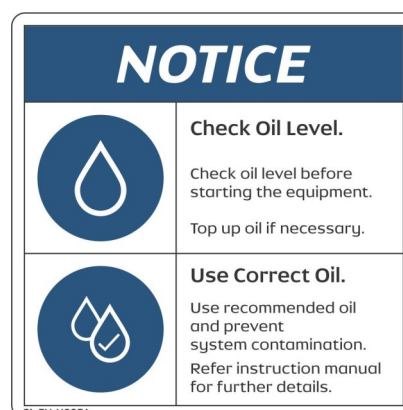 NOTICE
Check Oil Level.
Check oil level before
starting the equipment.
Top up oil if necessary.
Use Correct Oil.
Use recommended oil
and prevent
system contamination.
Refer instruction manual
for further details.